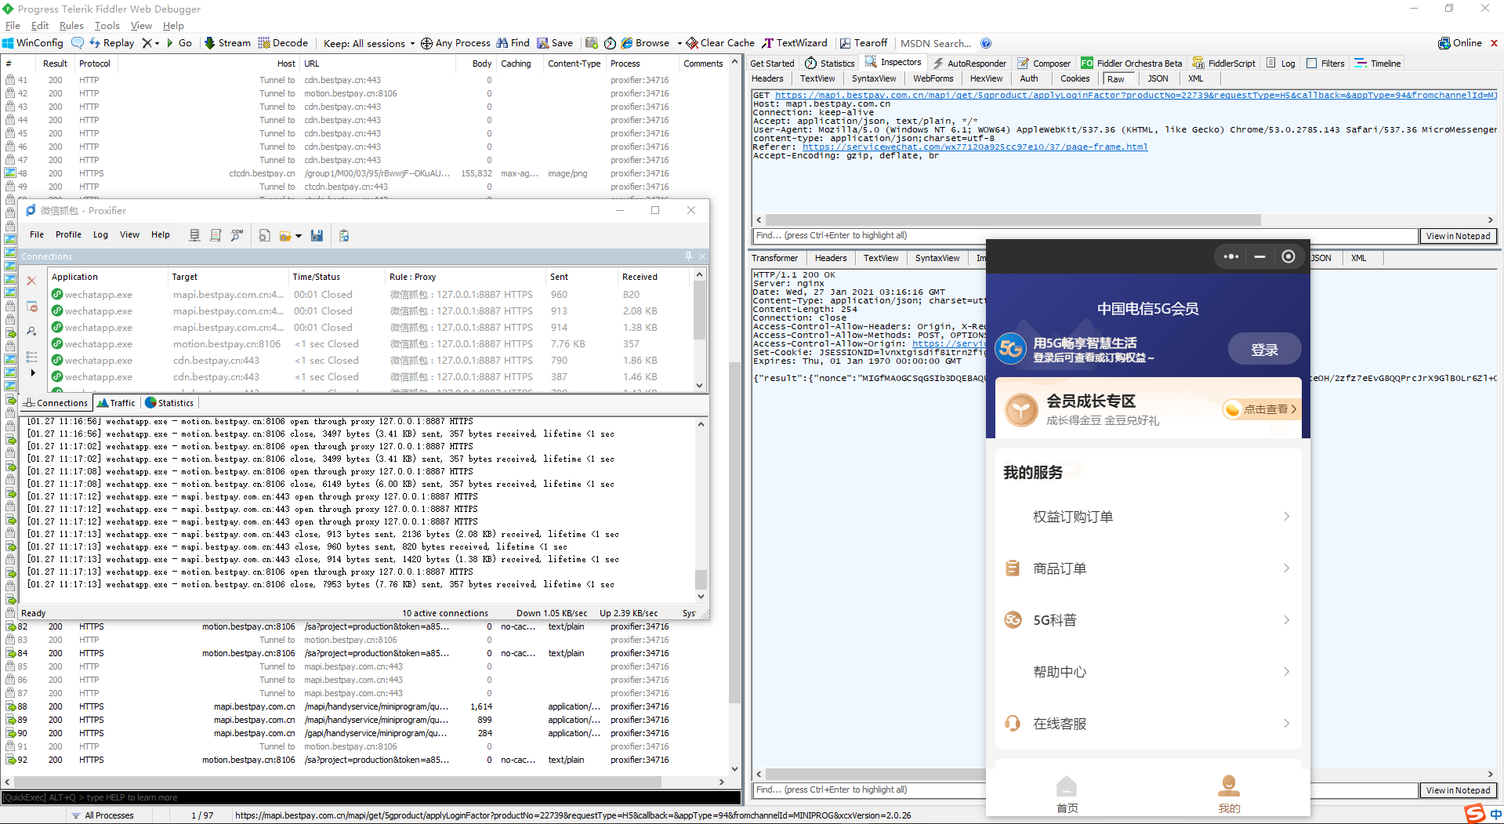 Progress Telerik Fiddler Web Debugger
File Edit Rules Tools View Help
WinConfig Replay Go Stream Decode Keep: All sessions Any Process Find Save Browse Clear Cache TextWizard Tearoff MSDN Search... Online
# Result Protocol Host URL Body Caching Content-Type Process Comments
41 200 HTTP Tunnel to cdn.bestpay.cn:443 0 proxifier:34716
42 200 HTTP Tunnel to motion.bestpay.cn:8106 0 proxifier:34716
43 200 HTTP Tunnel to cdn.bestpay.cn:443 0 proxifier:34716
44 200 HTTP Tunnel to cdn.bestpay.cn:443 0 proxifier:34716
45 200 HTTP Tunnel to cdn.bestpay.cn:443 0 proxifier:34716
46 200 HTTP Tunnel to cdn.bestpay.cn:443 0 proxifier:34716
47 200 HTTP Tunnel to cdn.bestpay.cn:443 0 proxifier:34716
48 200 HTTPS ctcdn.bestpay.cn /group1/M00/03/95/rBwwjF--DKuAU... 155,832 max-ag... image/png proxifier:34716
49 200 HTTP Tunnel to ctcdn.bestpay.cn:443 0 proxifier:34716
微信抓包 - Proxifier
File Profile Log View Help
Connections
Application Target Time/Status Rule : Proxy Sent Received
wechatapp.exe mapi.bestpay.com.cn:4... 00:01 Closed 微信抓包 : 127.0.0.1:8887 HTTPS 960 820
wechatapp.exe mapi.bestpay.com.cn:4... 00:01 Closed 微信抓包 : 127.0.0.1:8887 HTTPS 913 2.08 KB
wechatapp.exe mapi.bestpay.com.cn:4... 00:01 Closed 微信抓包 : 127.0.0.1:8887 HTTPS 914 1.38 KB
wechatapp.exe motion.bestpay.cn:8106 <1 sec Closed 微信抓包 : 127.0.0.1:8887 HTTPS 7.76 KB 357
wechatapp.exe cdn.bestpay.cn:443 <1 sec Closed 微信抓包 : 127.0.0.1:8887 HTTPS 790 1.86 KB
wechatapp.exe cdn.bestpay.cn:443 <1 sec Closed 微信抓包 : 127.0.0.1:8887 HTTPS 387 1.46 KB
Connections Traffic Statistics
[01.27 11:16:56] wechatapp.exe - motion.bestpay.cn:8106 open through proxy 127.0.0.1:8887 HTTPS
[01.27 11:16:56] wechatapp.exe - motion.bestpay.cn:8106 close, 3497 bytes (3.41 KB) sent, 357 bytes received, lifetime <1 sec
[01.27 11:17:02] wechatapp.exe - motion.bestpay.cn:8106 open through proxy 127.0.0.1:8887 HTTPS
[01.27 11:17:02] wechatapp.exe - motion.bestpay.cn:8106 close, 3499 bytes (3.41 KB) sent, 357 bytes received, lifetime <1 sec
[01.27 11:17:08] wechatapp.exe - motion.bestpay.cn:8106 open through proxy 127.0.0.1:8887 HTTPS
[01.27 11:17:08] wechatapp.exe - motion.bestpay.cn:8106 close, 6149 bytes (6.00 KB) sent, 357 bytes received, lifetime <1 sec
[01.27 11:17:12] wechatapp.exe - mapi.bestpay.com.cn:443 open through proxy 127.0.0.1:8887 HTTPS
[01.27 11:17:12] wechatapp.exe - mapi.bestpay.com.cn:443 open through proxy 127.0.0.1:8887 HTTPS
[01.27 11:17:12] wechatapp.exe - mapi.bestpay.com.cn:443 open through proxy 127.0.0.1:8887 HTTPS
[01.27 11:17:13] wechatapp.exe - mapi.bestpay.com.cn:443 close, 913 bytes sent, 2136 bytes (2.08 KB) received, lifetime <1 sec
[01.27 11:17:13] wechatapp.exe - mapi.bestpay.com.cn:443 close, 960 bytes sent, 820 bytes received, lifetime <1 sec
[01.27 11:17:13] wechatapp.exe - mapi.bestpay.com.cn:443 close, 914 bytes sent, 1420 bytes (1.38 KB) received, lifetime <1 sec
[01.27 11:17:13] wechatapp.exe - motion.bestpay.cn:8106 open through proxy 127.0.0.1:8887 HTTPS
[01.27 11:17:13] wechatapp.exe - motion.bestpay.cn:8106 close, 7953 bytes (7.76 KB) sent, 357 bytes received, lifetime <1 sec
Ready 10 active connections Down 1.05 KB/sec Up 2.39 KB/sec Sys
82 200 HTTPS motion.bestpay.cn:8106 /sa?project=production&token=a85... 0 no-cac... text/plain proxifier:34716
83 200 HTTP Tunnel to motion.bestpay.cn:8106 0 proxifier:34716
84 200 HTTPS motion.bestpay.cn:8106 /sa?project=production&token=a85... 0 no-cac... text/plain proxifier:34716
85 200 HTTP Tunnel to mapi.bestpay.com.cn:443 0 proxifier:34716
86 200 HTTP Tunnel to mapi.bestpay.com.cn:443 0 proxifier:34716
87 200 HTTP Tunnel to mapi.bestpay.com.cn:443 0 proxifier:34716
88 200 HTTPS mapi.bestpay.com.cn /mapi/handyservice/miniprogram/qu... 1,614 application/... proxifier:34716
89 200 HTTPS mapi.bestpay.com.cn /mapi/handyservice/miniprogram/qu... 899 application/... proxifier:34716
90 200 HTTPS mapi.bestpay.com.cn /gapi/handyservice/miniprogram/qu... 284 application/... proxifier:34716
91 200 HTTP Tunnel to motion.bestpay.cn:8106 0 proxifier:34716
92 200 HTTPS motion.bestpay.cn:8106 /sa?project=production&token=a85... 0 no-cac... text/plain proxifier:34716
[QuickExec] ALT+Q > type HELP to learn more
All Processes 1 / 97 https://mapi.bestpay.com.cn/mapi/get/5gproduct/applyLoginFactor?productNo=22739&requestType=H5&callback=&appType=94&fromchannelId=MINIPROG&xcxVersion=2.0.26
Get Started Statistics Inspectors AutoResponder Composer FO Fiddler Orchestra Beta FiddlerScript Log Filters Timeline
Headers TextView SyntaxView WebForms HexView Auth Cookies Raw JSON XML
GET https://mapi.bestpay.com.cn/mapi/get/5gproduct/applyLoginFactor?productNo=22739&requestType=H5&callback=&appType=94&fromchannelId=MI
Host: mapi.bestpay.com.cn
Connection: keep-alive
Accept: application/json, text/plain, */*
User-Agent: Mozilla/5.0 (Windows NT 6.1; WOW64) AppleWebKit/537.36 (KHTML, like Gecko) Chrome/53.0.2785.143 Safari/537.36 MicroMessenger
content-type: application/json;charset=utf-8
Referer: https://servicewechat.com/wx77120a925cc97e10/37/page-frame.html
Accept-Encoding: gzip, deflate, br
Find... (press Ctrl+Enter to highlight all) View in Notepad
Transformer Headers TextView SyntaxView Im JSON XML
HTTP/1.1 200 OK
Server: nginx
Date: Wed, 27 Jan 2021 03:16:16 GMT
Content-Type: application/json; charset=utf
Content-Length: 254
Connection: close
Access-Control-Allow-Headers: Origin, X-Req
Access-Control-Allow-Methods: POST, OPTIONS
Access-Control-Allow-Origin: https://servic
Set-Cookie: JSESSIONID=lvnxtgisdif81trn2fig
Expires: Thu, 01 Jan 1970 00:00:00 GMT
{"result":{"nonce":"MIGfMA0GCSqGSIb3DQEBAQU
Find... (press Ctrl+Enter to highlight all) View in Notepad
中国电信5G会员
5G 用5G畅享智慧生活
登录后可查看或订购权益~
登录
会员成长专区
成长得金豆 金豆兑好礼
点击查看
我的服务
权益订购订单
商品订单
5G科普
帮助中心
在线客服
首页 我的
中